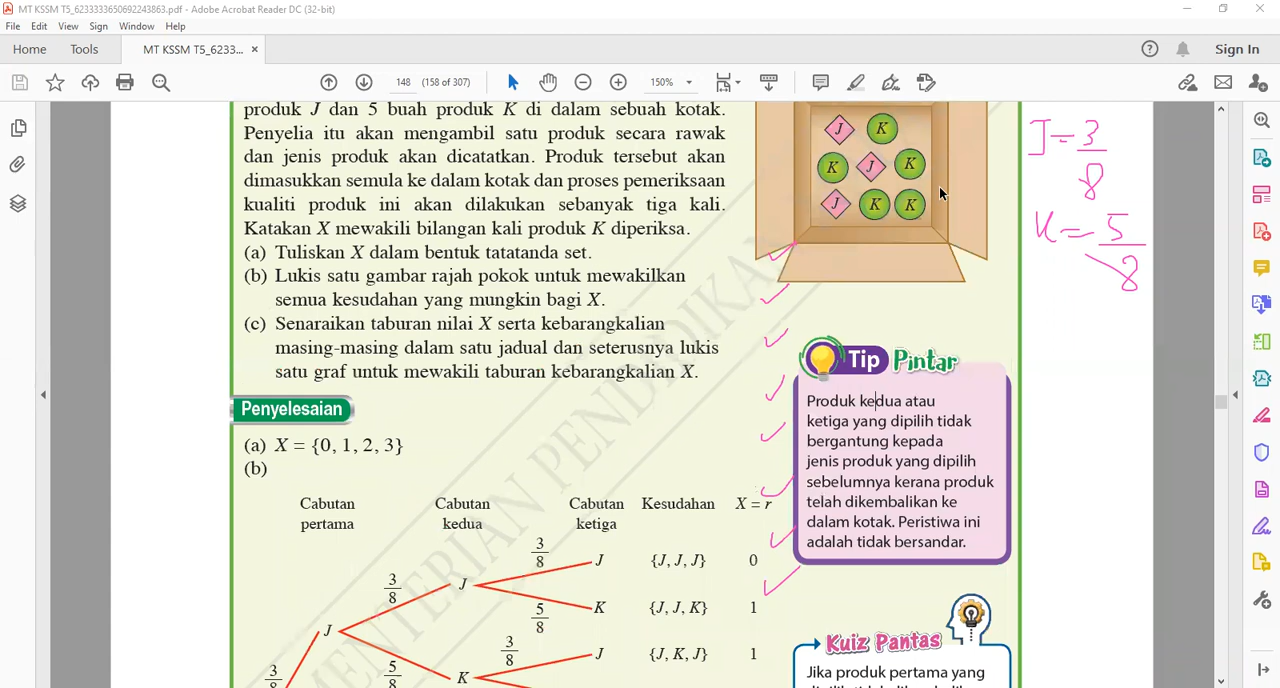 MT KSSM T5_6233333650692243863.pdf - Adobe Acrobat Reader DC (32-bit)
File Edit View Sign Window Help
Home Tools MT KSSM T5_6233... × Sign In
148 (158 of 307) 150%
produk J dan 5 buah produk K di dalam sebuah kotak.
Penyelia itu akan mengambil satu produk secara rawak
dan jenis produk akan dicatatkan. Produk tersebut akan
dimasukkan semula ke dalam kotak dan proses pemeriksaan
kualiti produk ini akan dilakukan sebanyak tiga kali.
Katakan X mewakili bilangan kali produk K diperiksa.
(a) Tuliskan X dalam bentuk tatatanda set.
(b) Lukis satu gambar rajah pokok untuk mewakilkan
semua kesudahan yang mungkin bagi X.
(c) Senaraikan taburan nilai X serta kebarangkalian
masing-masing dalam satu jadual dan seterusnya lukis
satu graf untuk mewakili taburan kebarangkalian X.
J K
K J K
J K K
J = 3/8
K = 5/8
Tip Pintar
Produk kedua atau
ketiga yang dipilih tidak
bergantung kepada
jenis produk yang dipilih
sebelumnya kerana produk
telah dikembalikan ke
dalam kotak. Peristiwa ini
adalah tidak bersandar.
Penyelesaian
(a) X = {0, 1, 2, 3}
(b)
Cabutan pertama
Cabutan kedua
Cabutan ketiga
Kesudahan
X = r
3/8 J {J, J, J} 0
3/8 J
5/8 K {J, J, K} 1
J
3/8 J {J, K, J} 1
3/8
5/8 K
Kuiz Pantas
Jika produk pertama yang
KEMENTERIAN PENDIDIKAN